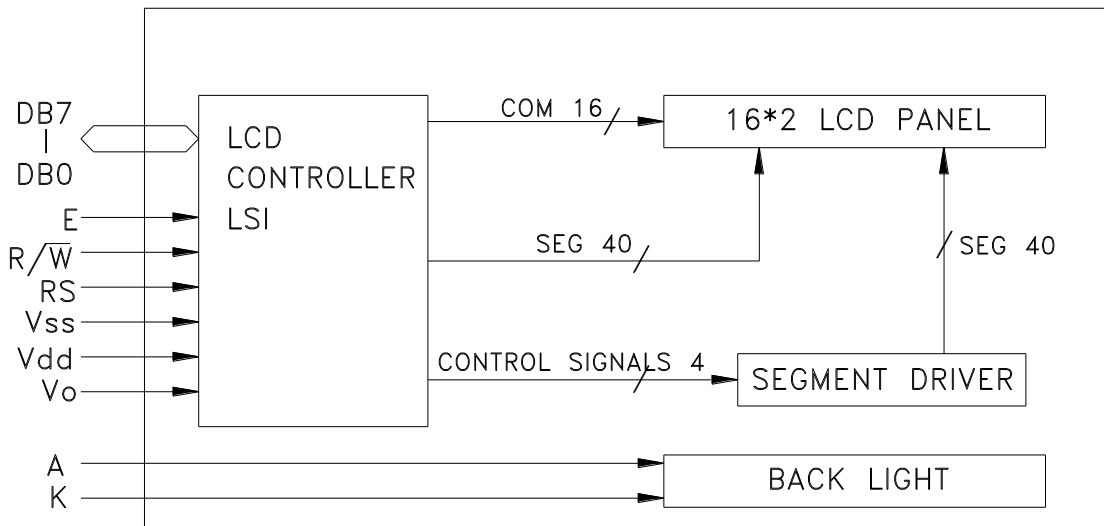 DB7
DB0
E
R/W̅
RS
Vss
Vdd
Vo
A
K
LCD
CONTROLLER
LSI
COM 16
SEG 40
CONTROL SIGNALS 4
16*2 LCD PANEL
SEG 40
SEGMENT DRIVER
BACK LIGHT